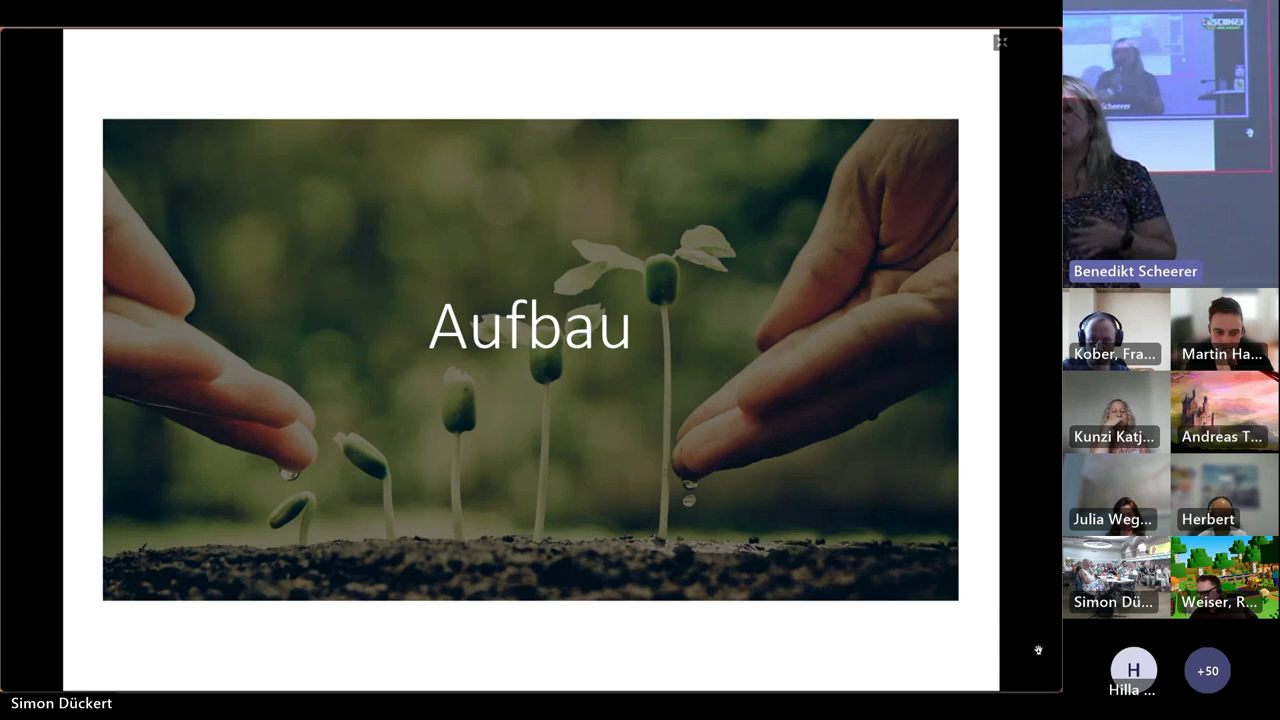 Aufbau
Scheerer
Benedikt Scheerer
Kober, Fra...
Martin Ha...
Kunzi Katj...
Andreas T...
Julia Weg...
Herbert
Simon Dü...
Weiser, R...
H
Hilla ...
+50
Simon Dückert